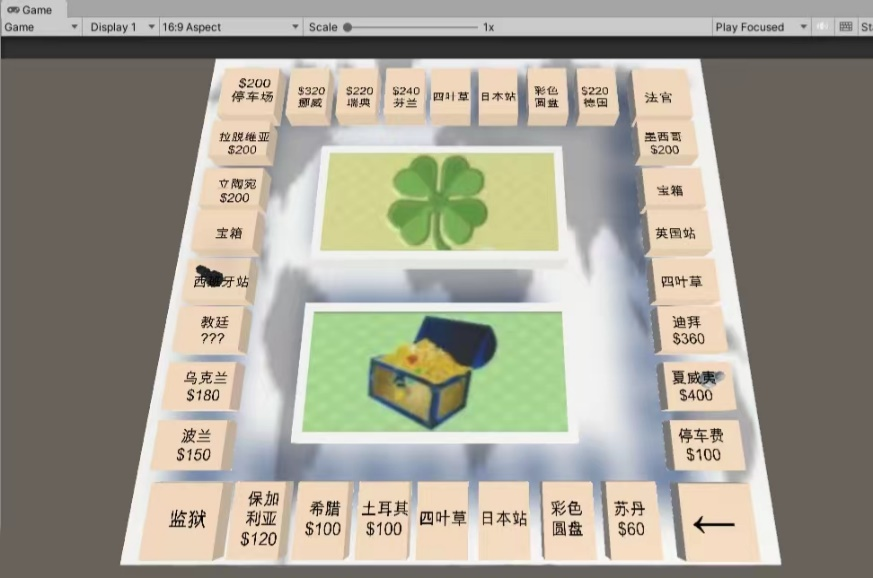 Game
Game
Display 1
16:9 Aspect
Scale
1x
Play Focused
$200
停车场
$320
挪威
$220
瑞典
$240
芬兰
四叶草
日本站
彩色
圆盘
$220
德国
法官
拉脱维亚
$200
墨西哥
$200
立陶宛
$200
宝箱
宝箱
英国站
西班牙站
四叶草
教廷
???
迪拜
$360
乌克兰
$180
夏威夷
$400
波兰
$150
停车费
$100
监狱
保加
利亚
$120
希腊
$100
土耳其
$100
四叶草
日本站
彩色
圆盘
苏丹
$60
←